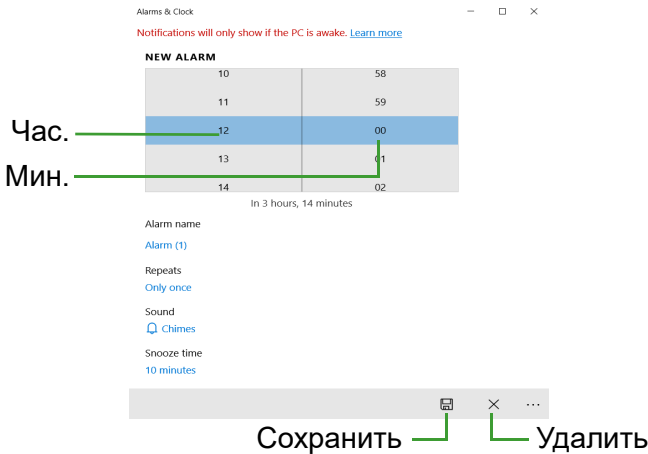 Alarms & Clock
Notifications will only show if the PC is awake. Learn more
NEW ALARM
10 58
11 59
Час. 12 00
13 01
Мин.
14 02
In 3 hours, 14 minutes
Alarm name
Alarm (1)
Repeats
Only once
Sound
Chimes
Snooze time
10 minutes
Сохранить Удалить